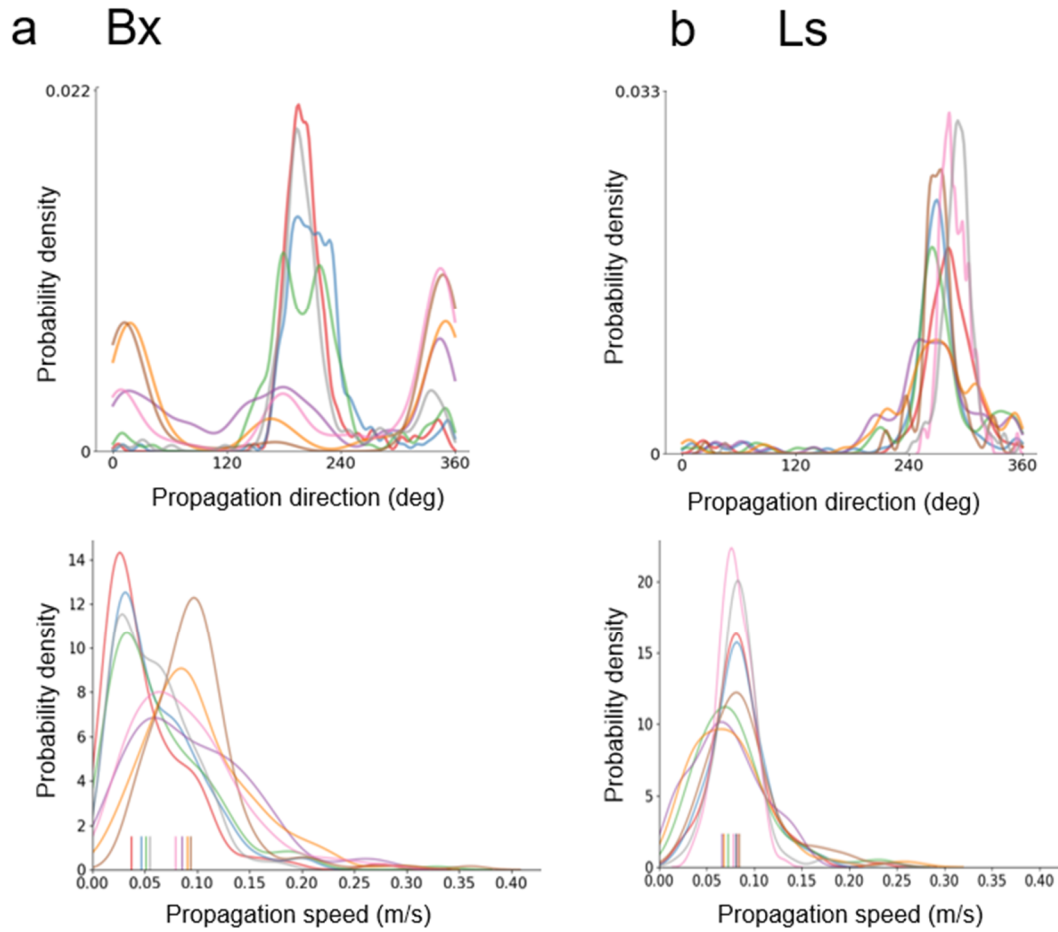 a Bx
b Ls
0.022
Probability density
0
0 120 240 360
Propagation direction (deg)
0.033
Probability density
0
0 120 240 360
Propagation direction (deg)
14
12
10
8
6
4
2
0
Probability density
0.00 0.05 0.10 0.15 0.20 0.25 0.30 0.35 0.40
Propagation speed (m/s)
20
15
10
5
0
Probability density
0.00 0.05 0.10 0.15 0.20 0.25 0.30 0.35 0.40
Propagation speed (m/s)